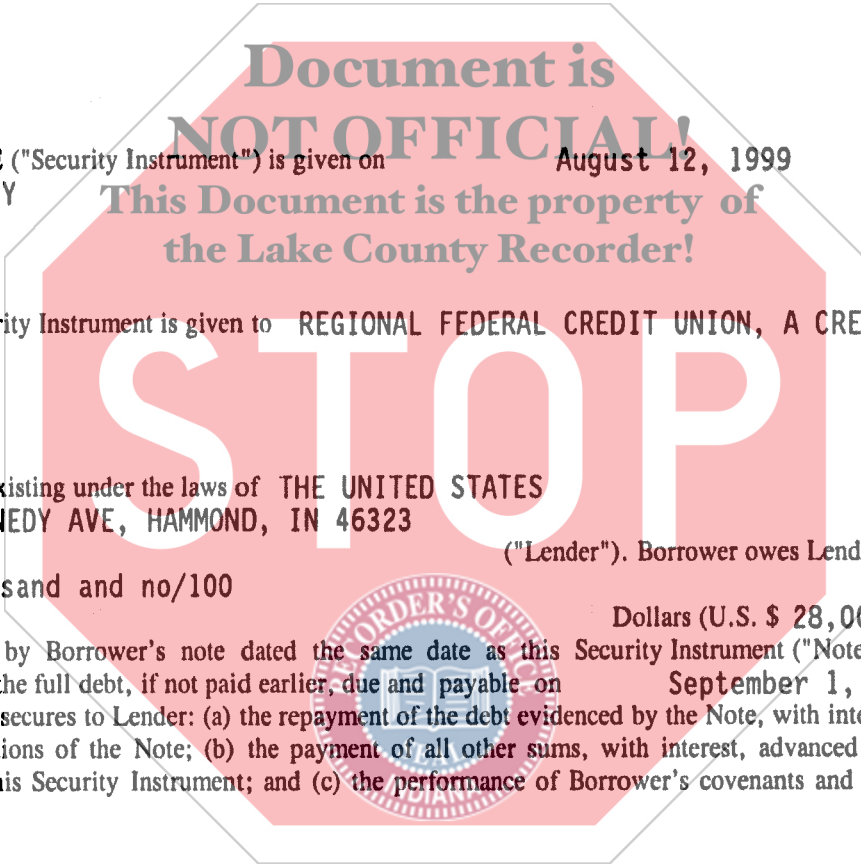 Document is
NOT OFFICIAL!
("Security Instrument") is given on August 12, 1999
Y
This Document is the property of
the Lake County Recorder!
rity Instrument is given to REGIONAL FEDERAL CREDIT UNION, A CRE
STOP
xisting under the laws of THE UNITED STATES
NEDY AVE, HAMMOND, IN 46323
("Lender"). Borrower owes Lend
sand and no/100
Dollars (U.S. $ 28,00
by Borrower's note dated the same date as this Security Instrument ("Note
the full debt, if not paid earlier, due and payable on September 1,
secures to Lender: (a) the repayment of the debt evidenced by the Note, with inte
ions of the Note; (b) the payment of all other sums, with interest, advanced
his Security Instrument; and (c) the performance of Borrower's covenants and
RECORDER'S OFFICE
INDIANA